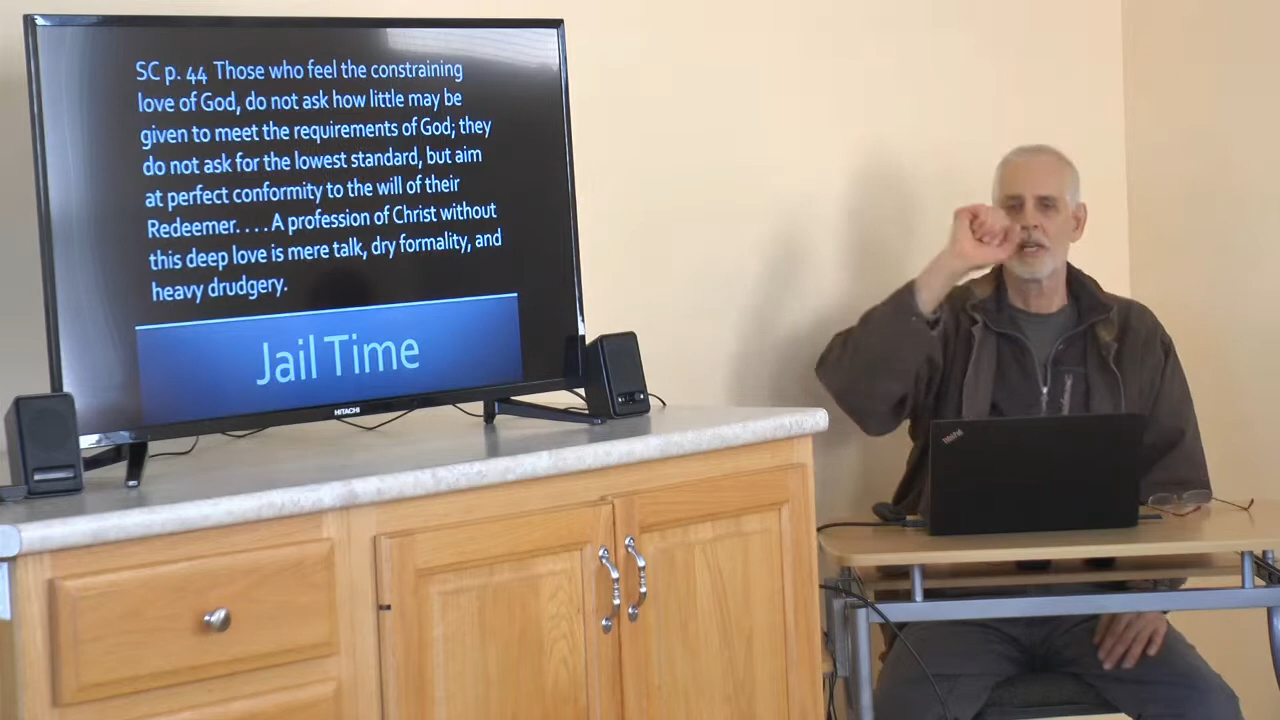 SC p. 44 Those who feel the constraining
love of God, do not ask how little may be
given to meet the requirements of God; they
do not ask for the lowest standard, but aim
at perfect conformity to the will of their
Redeemer. . . . A profession of Christ without
this deep love is mere talk, dry formality, and
heavy drudgery.
Jail Time
HITACHI
ThinkPad